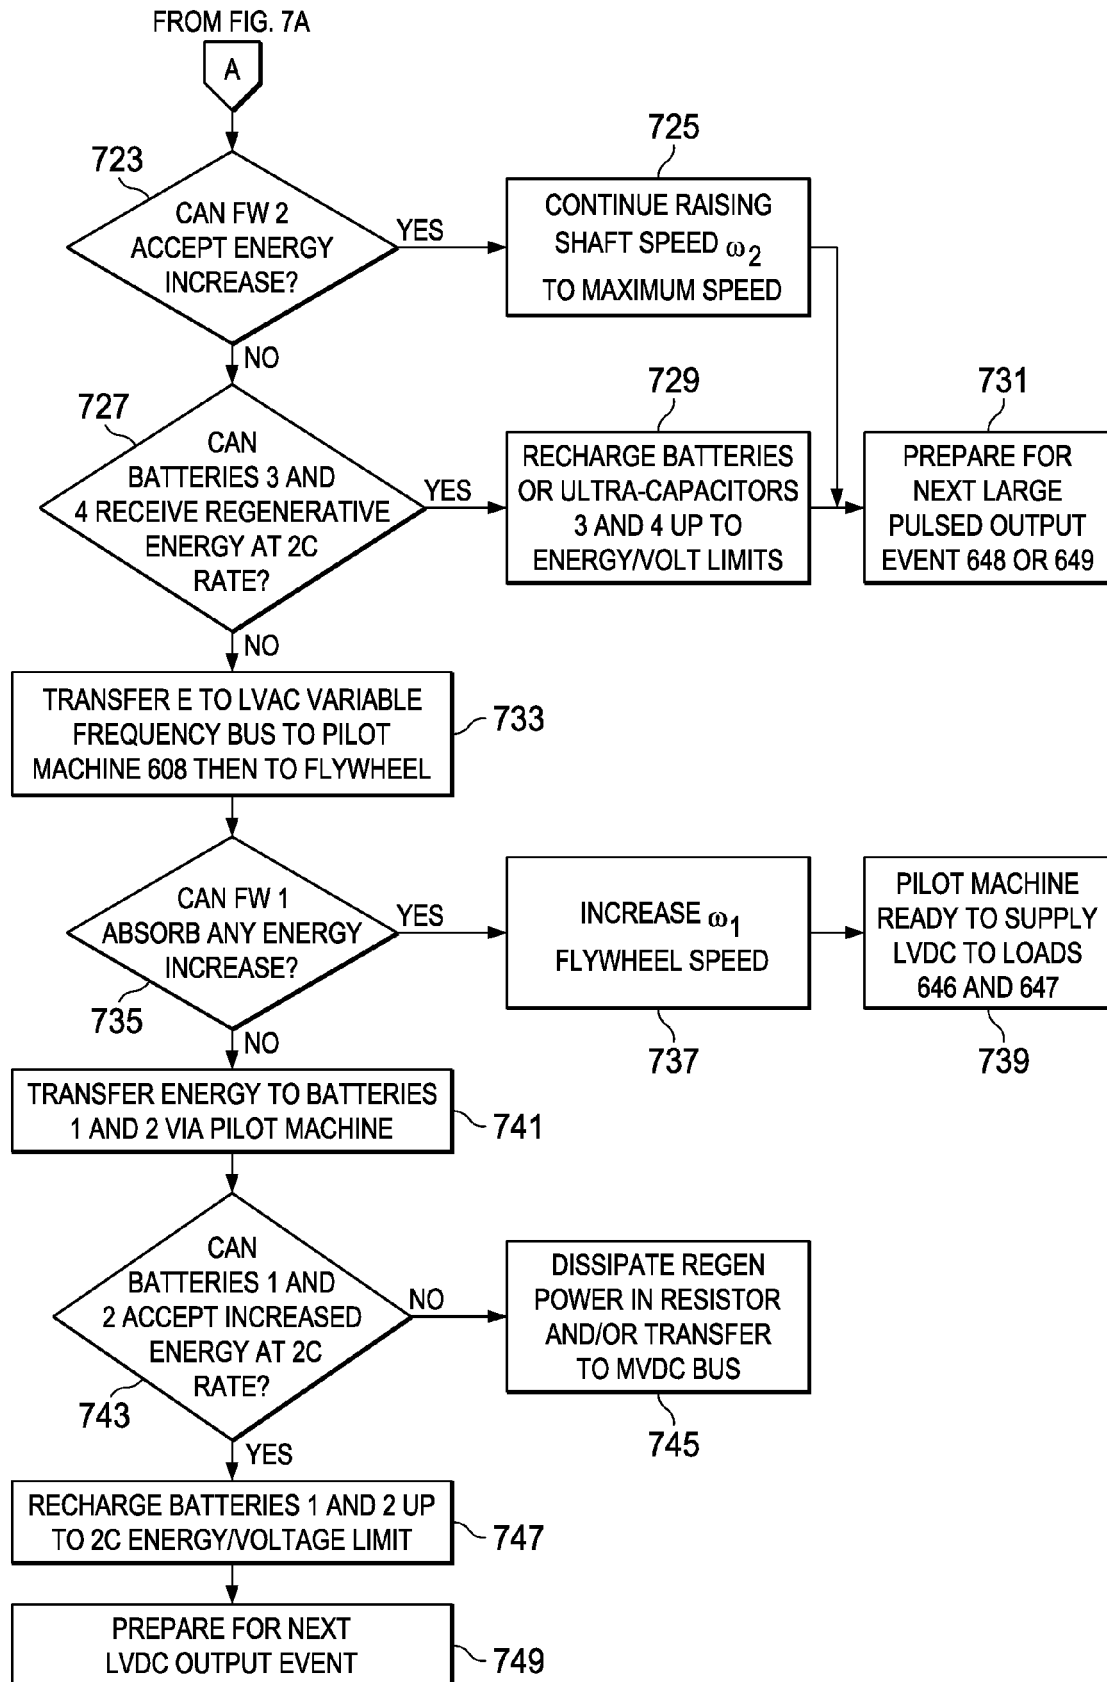 FROM FIG. 7A
A
723
CAN FW 2
ACCEPT ENERGY
INCREASE?
YES
NO
725
CONTINUE RAISING
SHAFT SPEED ω2
TO MAXIMUM SPEED
727
CAN
BATTERIES 3 AND
4 RECEIVE REGENERATIVE
ENERGY AT 2C
RATE?
YES
NO
729
RECHARGE BATTERIES
OR ULTRA-CAPACITORS
3 AND 4 UP TO
ENERGY/VOLT LIMITS
731
PREPARE FOR
NEXT LARGE
PULSED OUTPUT
EVENT 648 OR 649
TRANSFER E TO LVAC VARIABLE
FREQUENCY BUS TO PILOT
MACHINE 608 THEN TO FLYWHEEL
733
CAN FW 1
ABSORB ANY ENERGY
INCREASE?
735
YES
NO
INCREASE ω1
FLYWHEEL SPEED
737
PILOT MACHINE
READY TO SUPPLY
LVDC TO LOADS
646 AND 647
739
TRANSFER ENERGY TO BATTERIES
1 AND 2 VIA PILOT MACHINE
741
CAN
BATTERIES 1 AND
2 ACCEPT INCREASED
ENERGY AT 2C
RATE?
743
NO
YES
DISSIPATE REGEN
POWER IN RESISTOR
AND/OR TRANSFER
TO MVDC BUS
745
RECHARGE BATTERIES 1 AND 2 UP
TO 2C ENERGY/VOLTAGE LIMIT
747
PREPARE FOR NEXT
LVDC OUTPUT EVENT
749